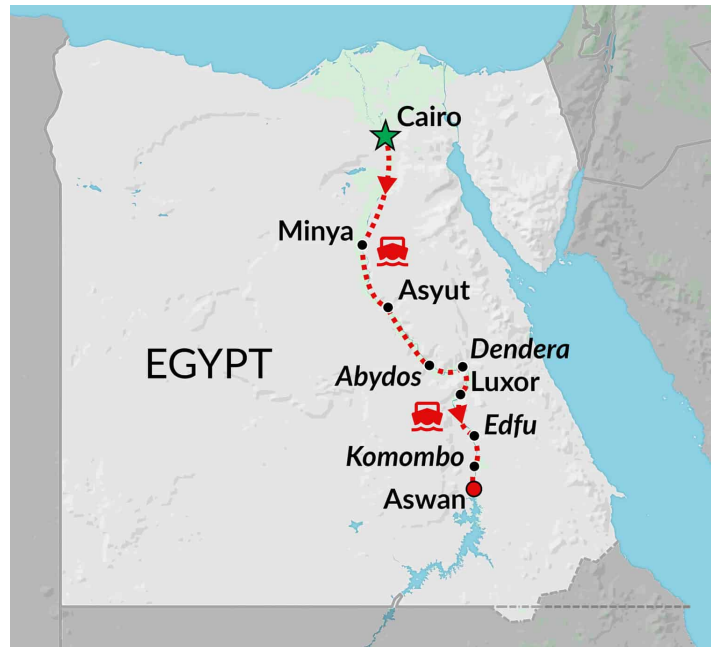 Cairo
Minya
Asyut
EGYPT
Dendera
Abydos
Luxor
Edfu
Komombo
Aswan